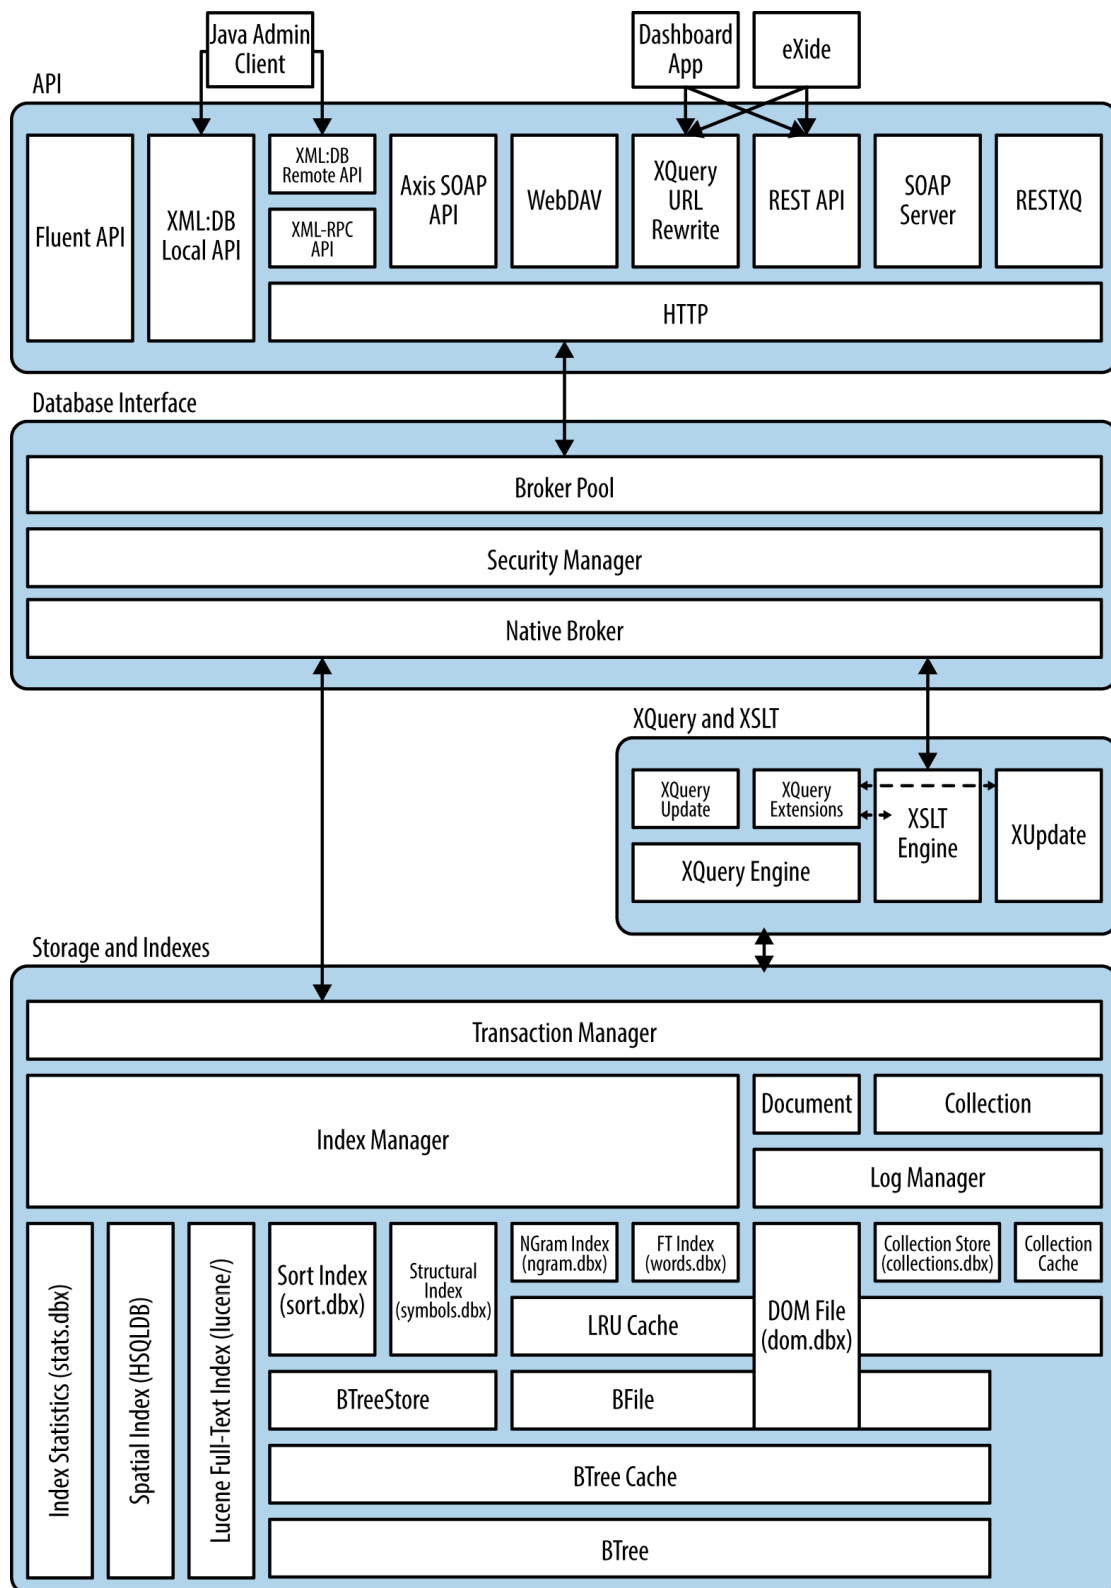 Java Admin
Client
Dashboard
App
eXide
API
Fluent API
XML:DB
Local API
XML:DB
Remote API
XML-RPC
API
Axis SOAP
API
WebDAV
XQuery
URL
Rewrite
REST API
SOAP
Server
RESTXQ
HTTP
Database Interface
Broker Pool
Security Manager
Native Broker
XQuery and XSLT
XQuery
Update
XQuery
Extensions
XSLT
Engine
XUpdate
XQuery Engine
Storage and Indexes
Transaction Manager
Index Manager
Document
Collection
Log Manager
Index Statistics (stats.dbx)
Spatial Index (HSQLDB)
Lucene Full-Text Index (lucene/)
Sort Index
(sort.dbx)
Structural
Index
(symbols.dbx)
NGram Index
(ngram.dbx)
FT Index
(words.dbx)
DOM File
(dom.dbx)
Collection Store
(collections.dbx)
Collection
Cache
LRU Cache
BTreeStore
BFile
BTree Cache
BTree